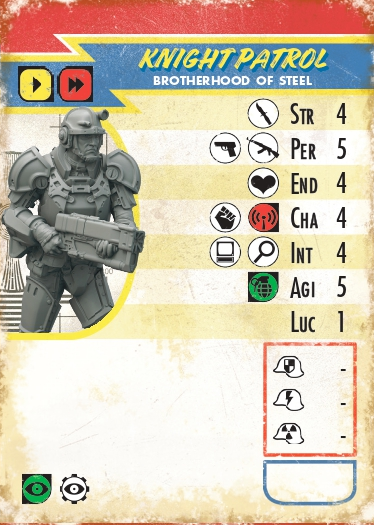 KNIGHT PATROL
BROTHERHOOD OF STEEL
STR 4
PER 5
END 4
CHA 4
INT 4
AGI 5
LUC 1
-
-
-